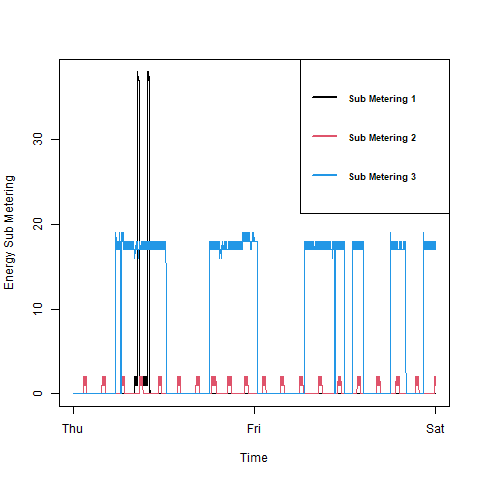 Sub Metering 1
Sub Metering 2
Sub Metering 3
Energy Sub Metering
30
20
10
0
Thu Fri Sat
Time